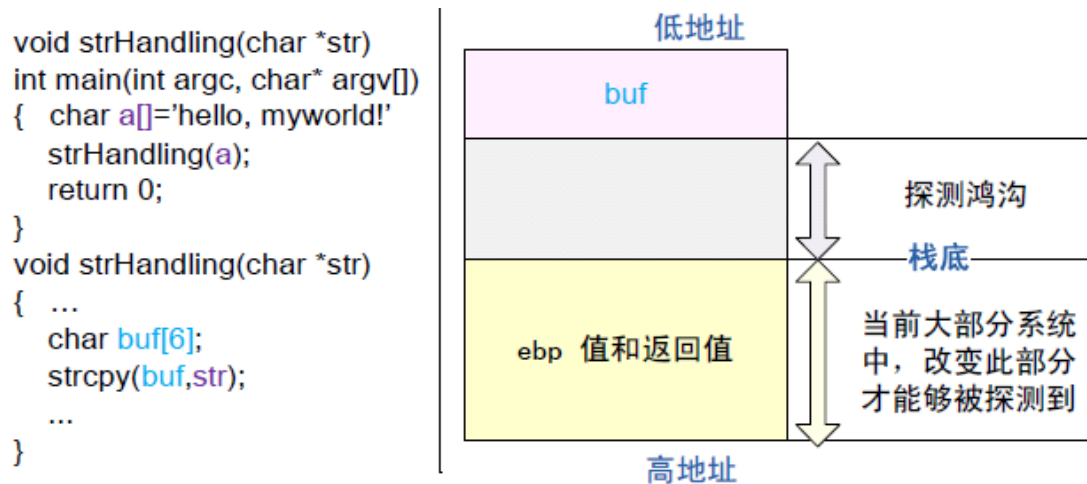 void strHandling(char *str)
int main(int argc, char* argv[])
{   char a[]='hello, myworld!’
strHandling(a);
return 0;
}
void strHandling(char *str)
{   ...
char buf[6];
strcpy(buf,str);
...
}
低地址
buf
探测鸿沟
栈底
ebp 值和返回值
当前大部分系统
中，改变此部分
才能够被探测到
高地址